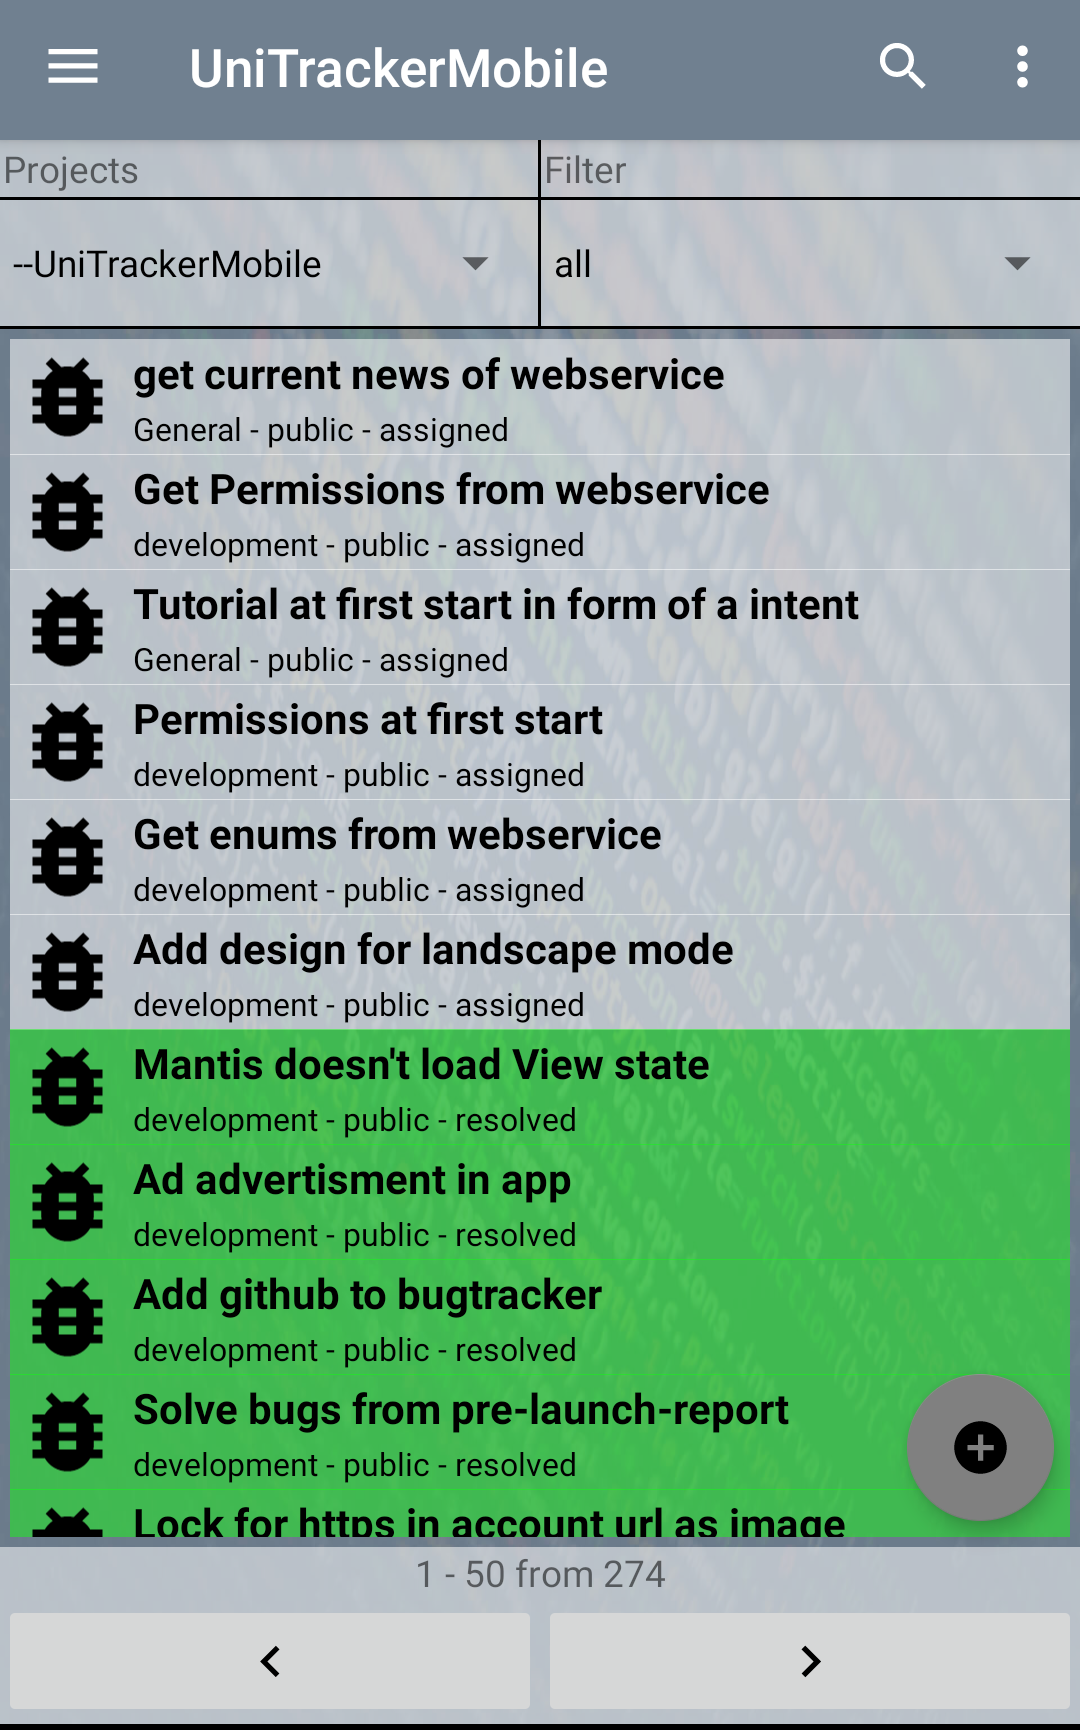 UniTrackerMobile
Projects
Filter
--UniTrackerMobile
all
get current news of webservice
General - public - assigned
Get Permissions from webservice
development - public - assigned
Tutorial at first start in form of a intent
General - public - assigned
Permissions at first start
development - public - assigned
Get enums from webservice
development - public - assigned
Add design for landscape mode
development - public - assigned
Mantis doesn't load View state
development - public - resolved
Ad advertisment in app
development - public - resolved
Add github to bugtracker
development - public - resolved
Solve bugs from pre-launch-report
development - public - resolved
Lock for https in account url as image
1 - 50 from 274